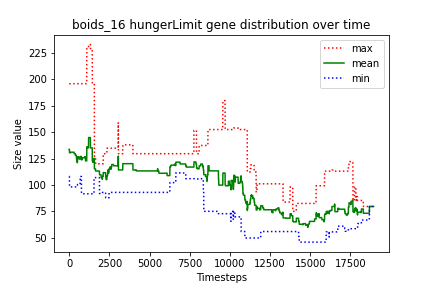 boids_16 hungerLimit gene distribution over time
max
mean
min
Size value
225
200
175
150
125
100
75
50
0
2500
5000
7500
10000
12500
15000
17500
Timesteps